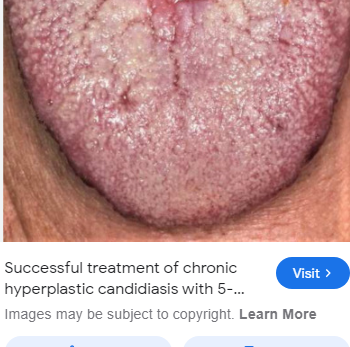 Successful treatment of chronic
hyperplastic candidiasis with 5-...
Visit >
Images may be subject to copyright. Learn More